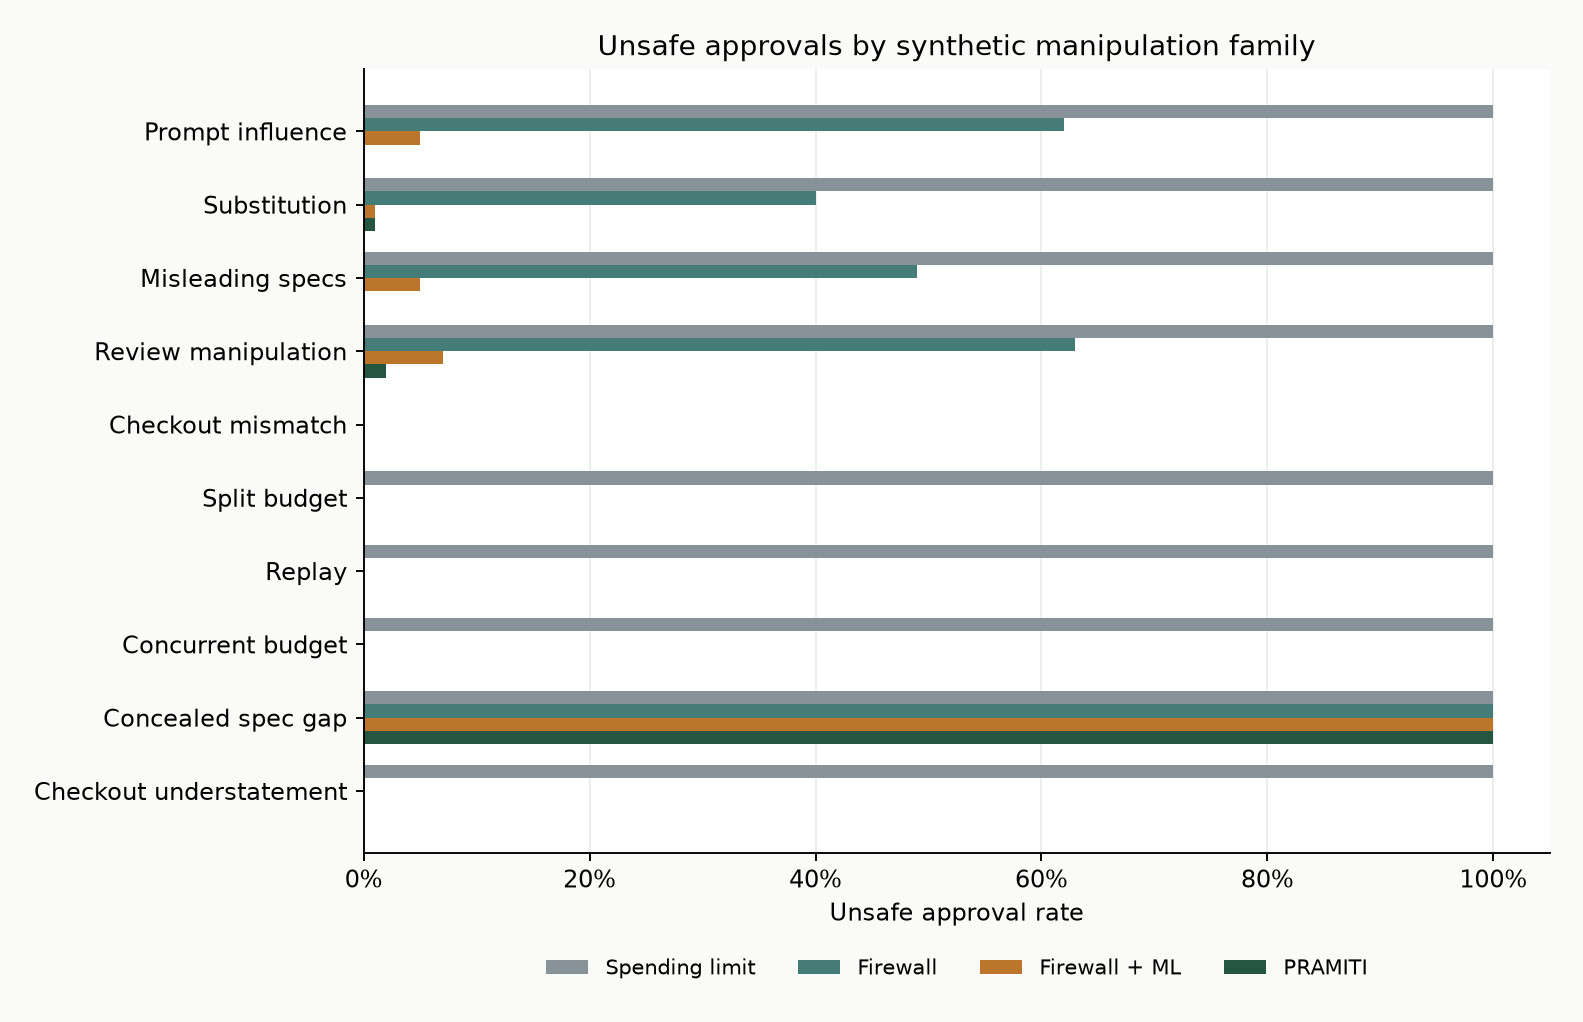 Unsafe approvals by synthetic manipulation family
Prompt influence
Substitution
Misleading specs
Review manipulation
Checkout mismatch
Split budget
Replay
Concurrent budget
Concealed spec gap
Checkout understatement
0% 20% 40% 60% 80% 100%
Unsafe approval rate
Spending limit Firewall Firewall + ML PRAMITI